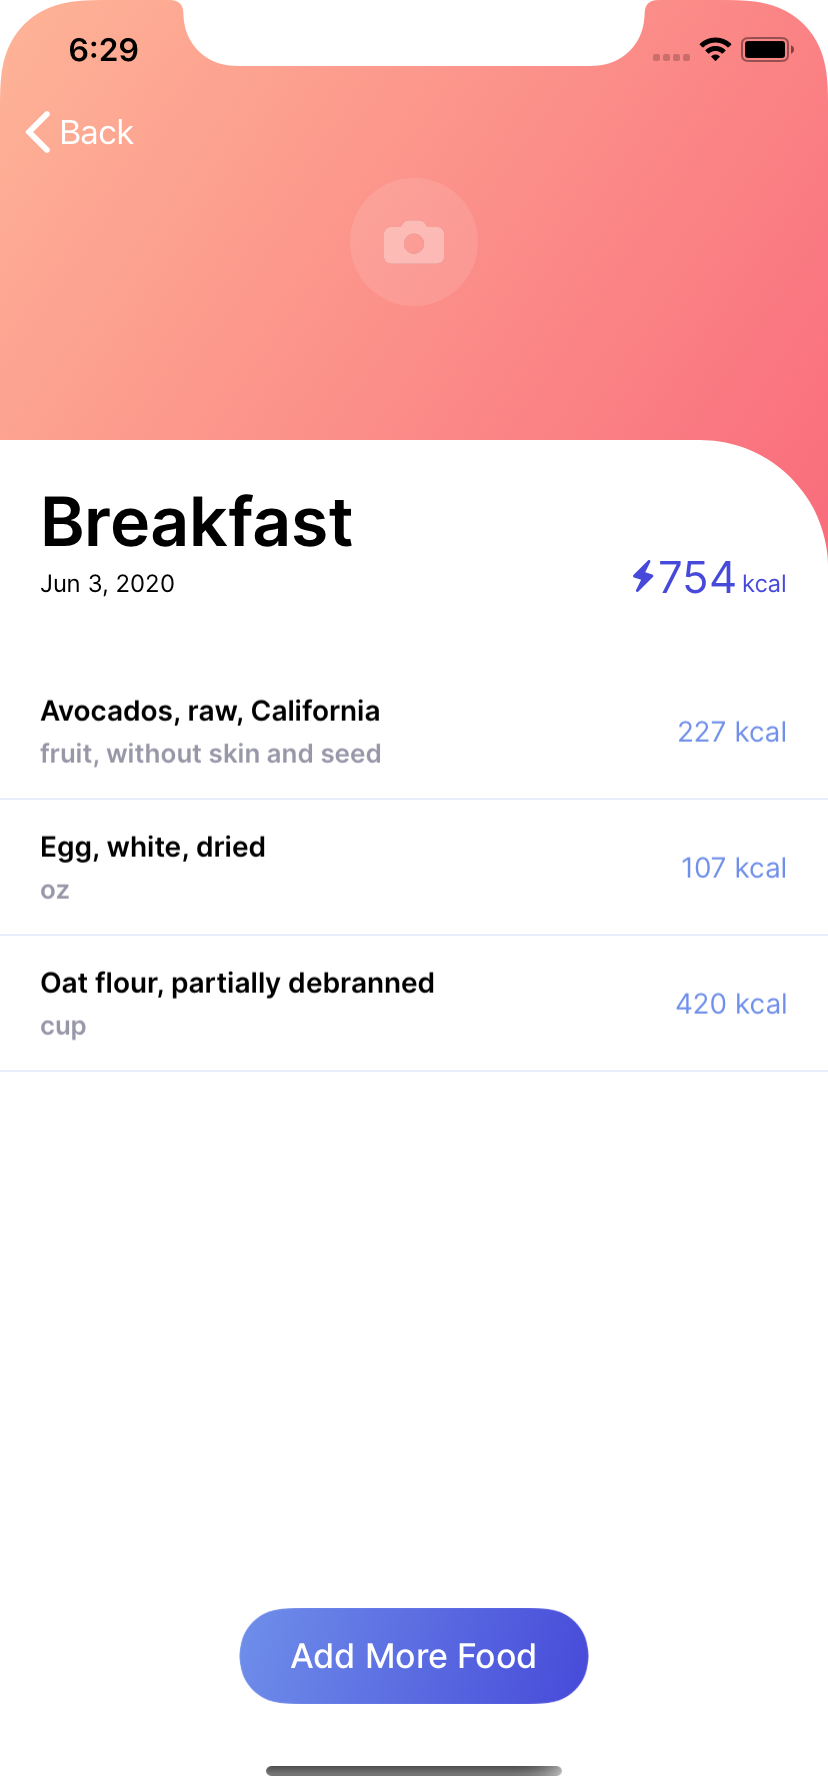 6:29
Back
Breakfast
Jun 3, 2020
754 kcal
Avocados, raw, California
fruit, without skin and seed
227 kcal
Egg, white, dried
oz
107 kcal
Oat flour, partially debranned
cup
420 kcal
Add More Food